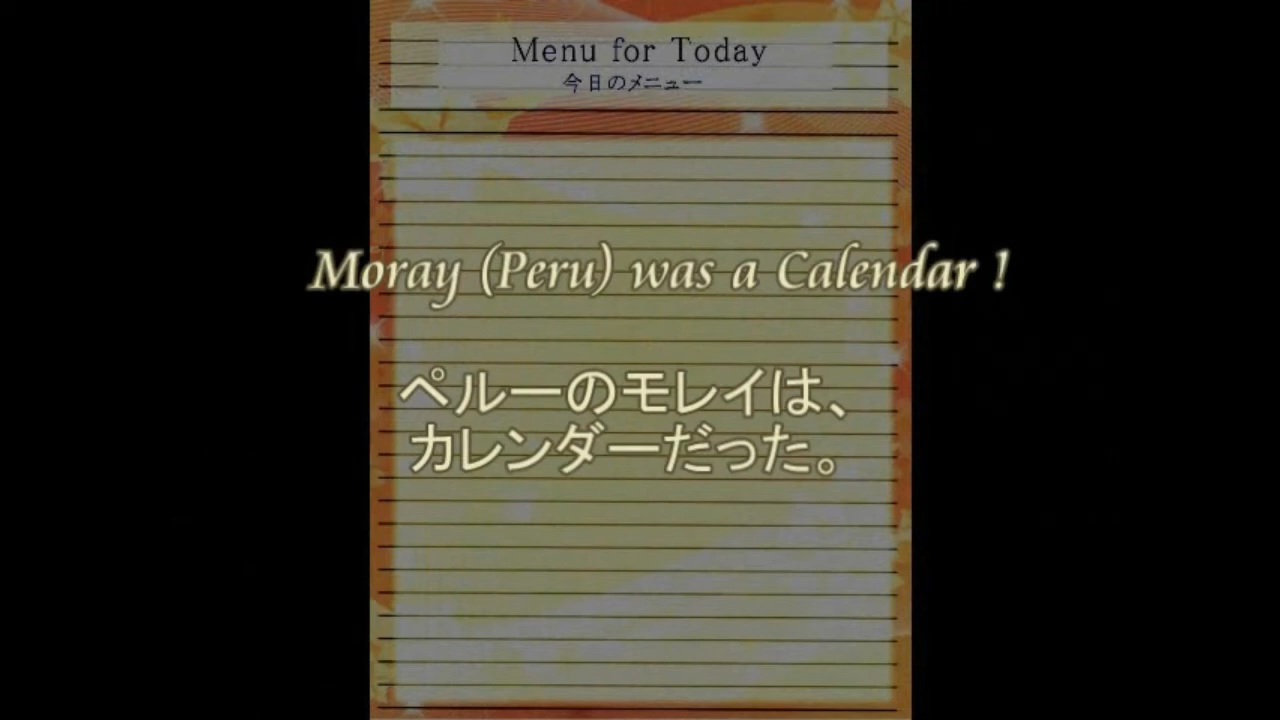 Menu for Today
今日のメニュー
Moray (Peru) was a Calendar !
ペルーのモレイは、
カレンダーだった。